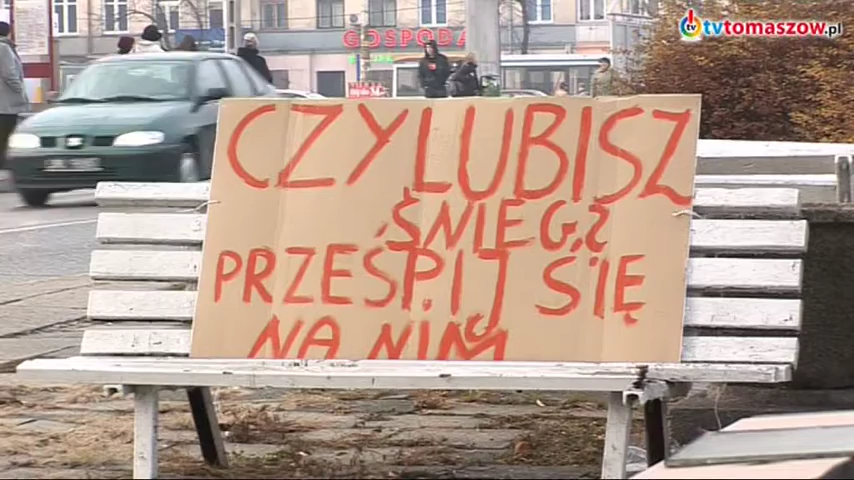 tvtomaszow.pl
GOSPODA
CZY LUBISZ
ŚNIEG?
PRZEŚPIJ SIĘ
NA NIM